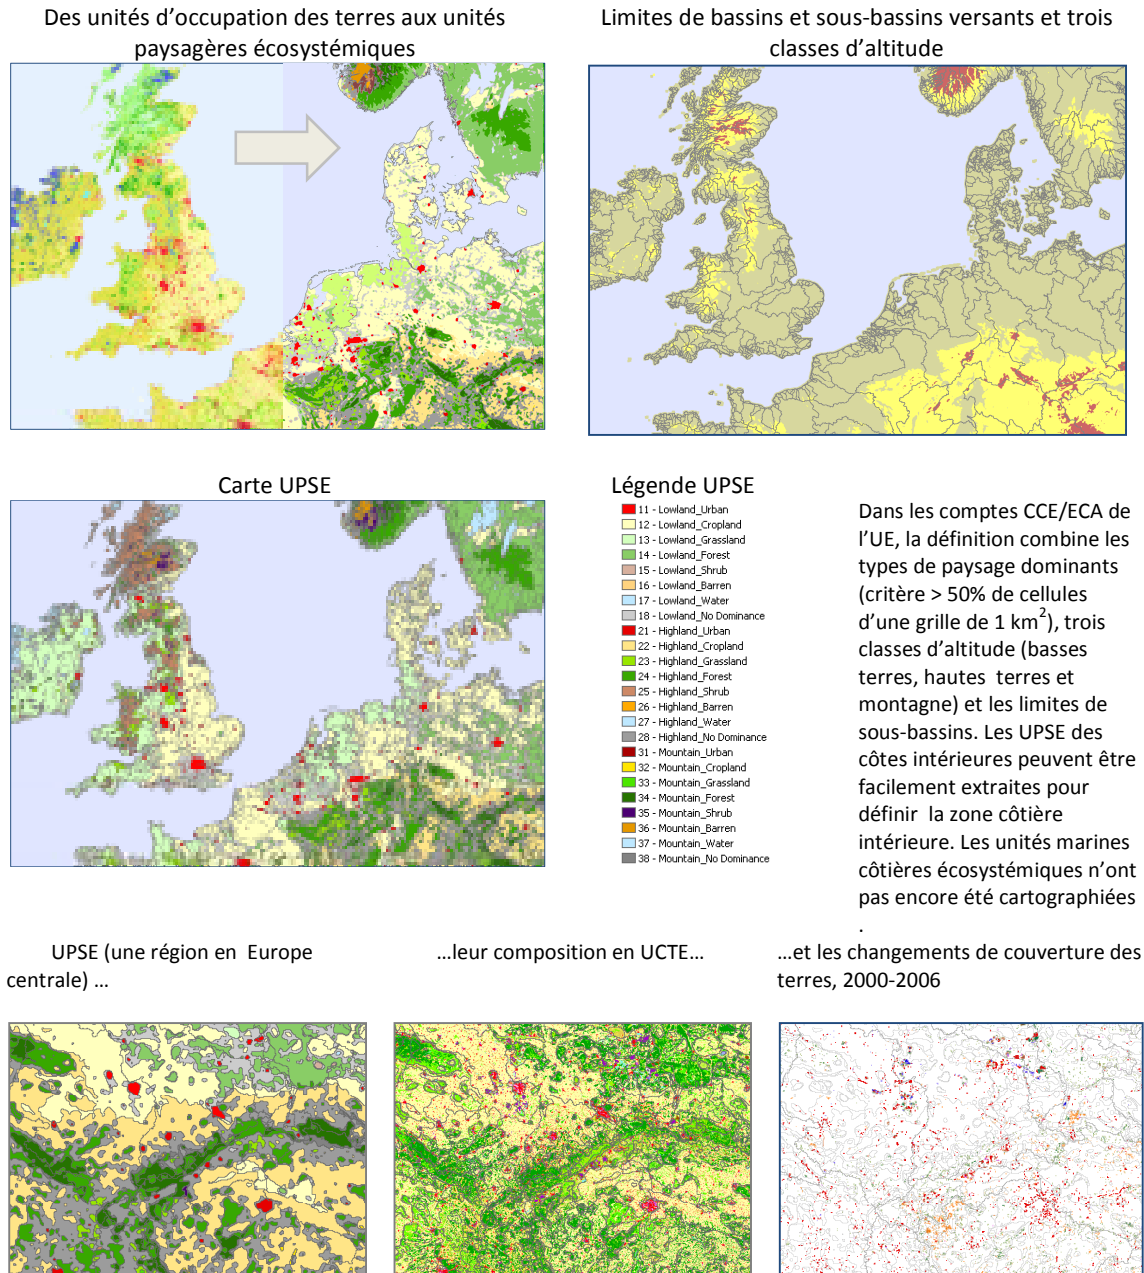 Des unités d’occupation des terres aux unités
paysagères écosystémiques
Limites de bassins et sous-bassins versants et trois
classes d’altitude
Carte UPSE
Légende UPSE
11 - Lowland_Urban
12 - Lowland_Cropland
13 - Lowland_Grassland
14 - Lowland_Forest
15 - Lowland_Shrub
16 - Lowland_Barren
17 - Lowland_Water
18 - Lowland_No Dominance
21 - Highland_Urban
22 - Highland_Cropland
23 - Highland_Grassland
24 - Highland_Forest
25 - Highland_Shrub
26 - Highland_Barren
27 - Highland_Water
28 - Highland_No Dominance
31 - Mountain_Urban
32 - Mountain_Cropland
33 - Mountain_Grassland
34 - Mountain_Forest
35 - Mountain_Shrub
36 - Mountain_Barren
37 - Mountain_Water
38 - Mountain_No Dominance
Dans les comptes CCE/ECA de
l’UE, la définition combine les
types de paysage dominants
(critère > 50% de cellules
d’une grille de 1 km²), trois
classes d’altitude (basses
terres, hautes terres et
montagne) et les limites de
sous-bassins. Les UPSE des
côtes intérieures peuvent être
facilement extraites pour
définir la zone côtière
intérieure. Les unités marines
côtières écosystémiques n’ont
pas encore été cartographiées
.
UPSE (une région en Europe
centrale) …
…leur composition en UCTE…
…et les changements de couverture des
terres, 2000-2006